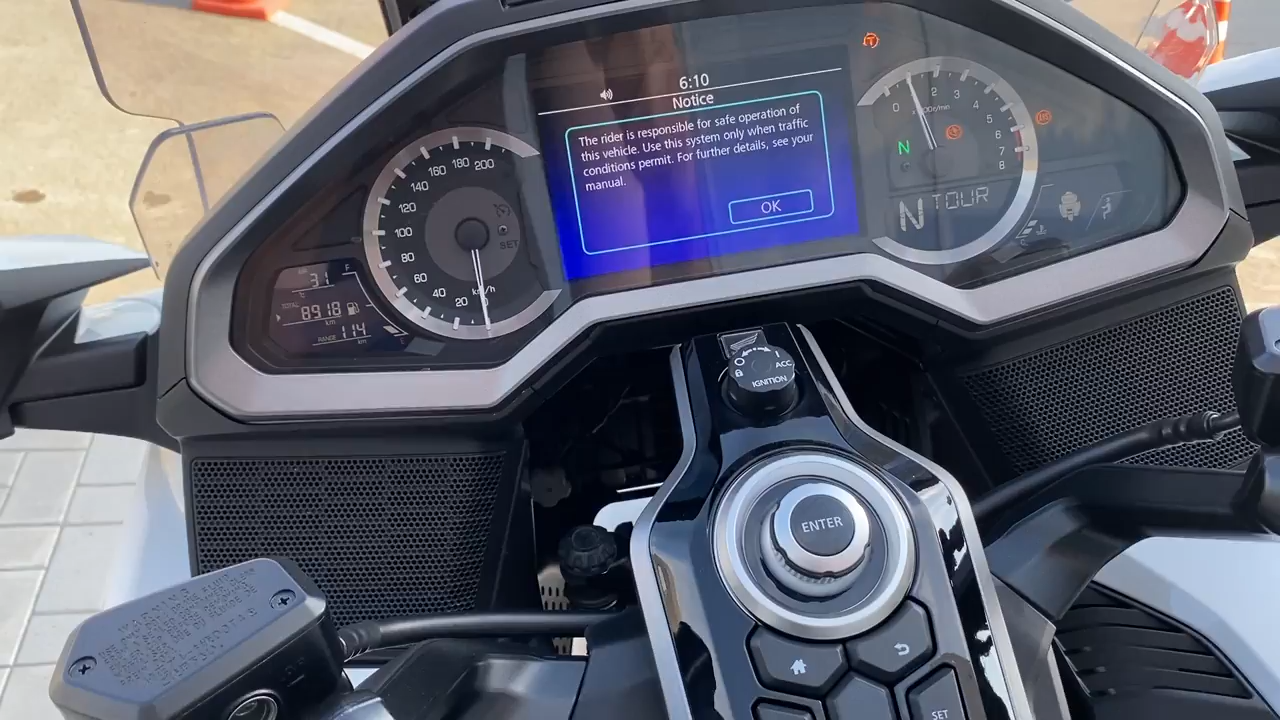 6:10
Notice
The rider is responsible for safe operation of
this vehicle. Use this system only when traffic
conditions permit. For further details, see your
manual.
OK
200
180
160
140
120
100
80
60
40
20
km/h
SET
0
2
3
4
5
6
7
8
N
N
TOUR
AIR 31 °C
F
TOTAL 8918
km
RANGE 114
km
ACC
IGNITION
ENTER
SET